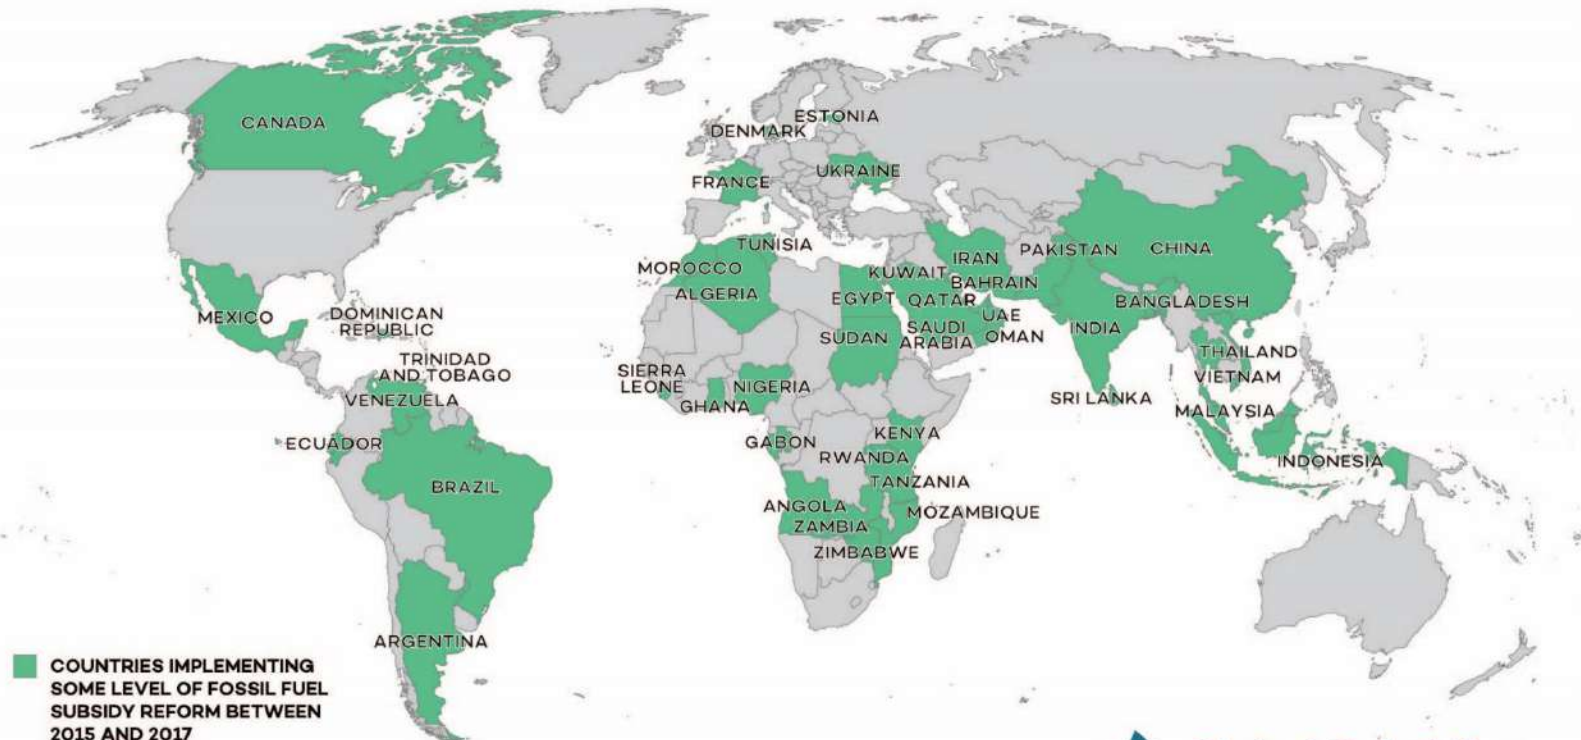 CANADA
ESTONIA
DENMARK
UKRAINE
FRANCE
TUNISIA
MOROCCO
ALGERIA
KUWAIT
IRAN
PAKISTAN
CHINA
BAHRAIN
EGYPT
QATAR
BANGLADESH
UAE
SAUDI
ARABIA
OMAN
INDIA
SUDAN
MEXICO
DOMINICAN
REPUBLIC
TRINIDAD
AND TOBAGO
VENEZUELA
SIERRA
LEONE
GHANA
NIGERIA
THAILAND
VIETNAM
SRI LANKA
MALAYSIA
ECUADOR
GABON
KENYA
RWANDA
INDONESIA
BRAZIL
TANZANIA
ANGOLA
ZAMBIA
MOZAMBIQUE
ZIMBABWE
ARGENTINA
COUNTRIES IMPLEMENTING
SOME LEVEL OF FOSSIL FUEL
SUBSIDY REFORM BETWEEN
2015 AND 2017